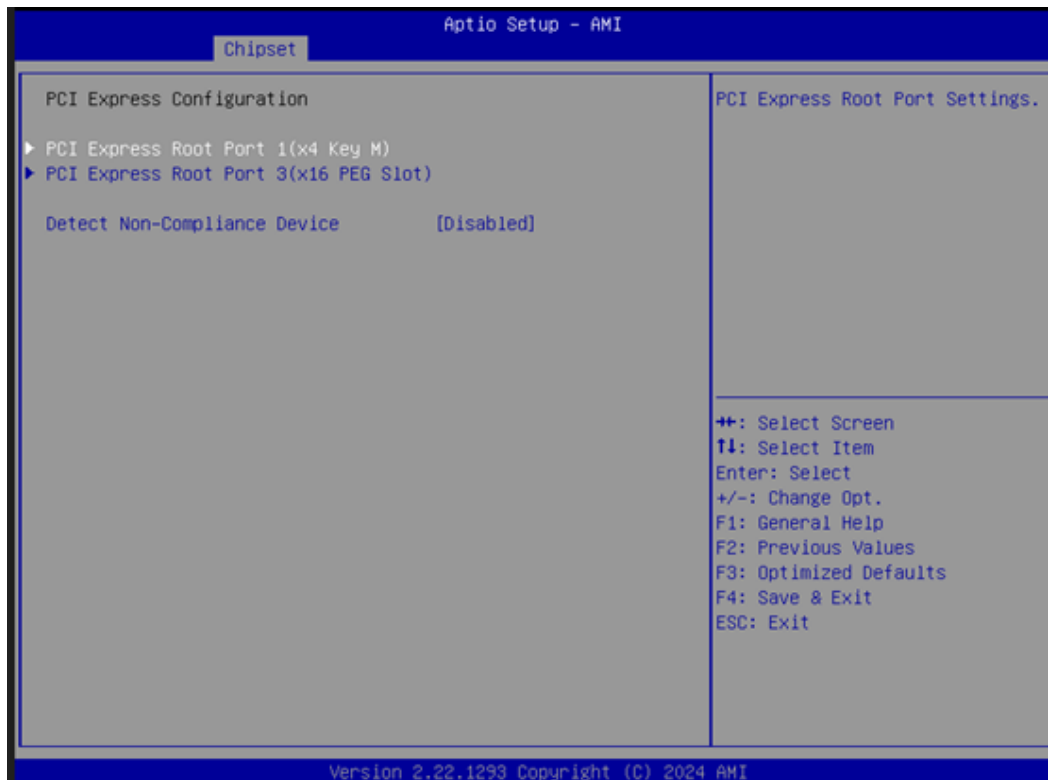 Aptio Setup - AMI
Chipset
PCI Express Configuration
PCI Express Root Port 1(x4 Key M)
PCI Express Root Port 3(x16 PEG Slot)
Detect Non-Compliance Device [Disabled]
PCI Express Root Port Settings.
→←: Select Screen
↑↓: Select Item
Enter: Select
+/-: Change Opt.
F1: General Help
F2: Previous Values
F3: Optimized Defaults
F4: Save & Exit
ESC: Exit
Version 2.22.1293 Copyright (C) 2024 AMI